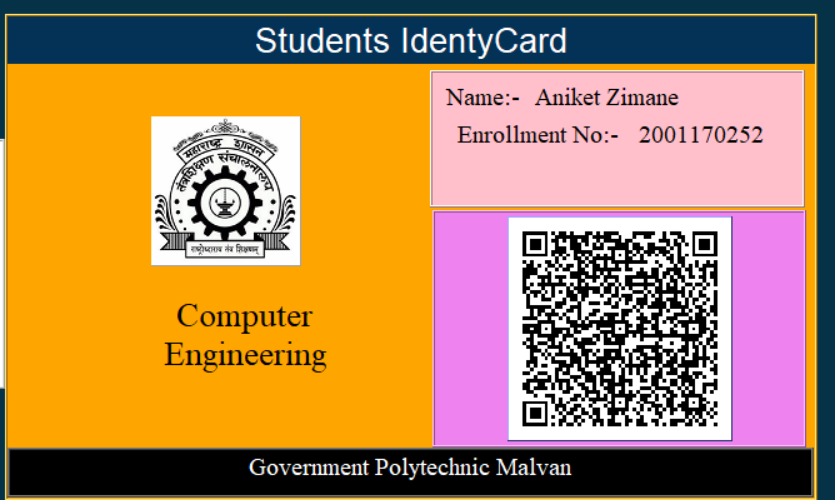 Students IdentyCard
Name:-   Aniket Zimane
Enrollment No:-   2001170252
महाराष्ट्र शासन
तंत्रशिक्षण संचालनालय
राष्ट्रोध्दाराय तंत्र शिक्षणम्
Computer
Engineering
Government Polytechnic Malvan